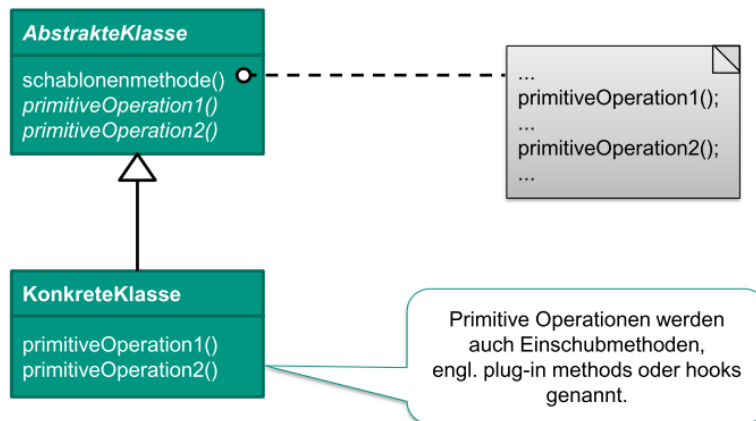 AbstrakteKlasse
schablonenmethode()
primitiveOperation1()
primitiveOperation2()
...
primitiveOperation1();
...
primitiveOperation2();
...
KonkreteKlasse
primitiveOperation1()
primitiveOperation2()
Primitive Operationen werden
auch Einschubmethoden,
engl. plug-in methods oder hooks
genannt.